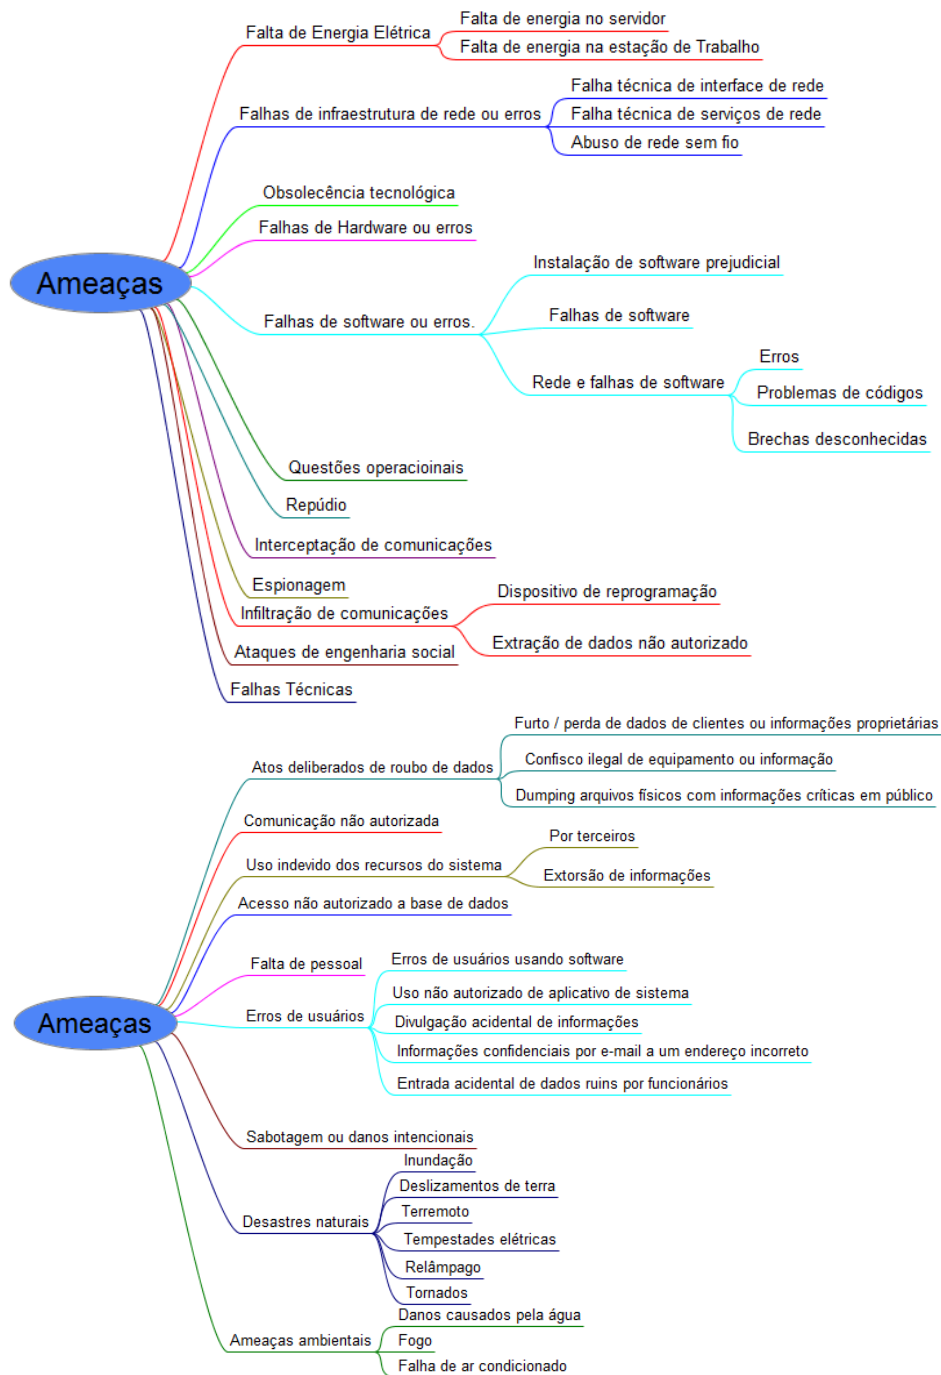 Falta de Energia Elétrica
Falta de energia no servidor
Falta de energia na estação de Trabalho
Falhas de infraestrutura de rede ou erros
Falha técnica de interface de rede
Falha técnica de serviços de rede
Abuso de rede sem fio
Obsolecência tecnológica
Falhas de Hardware ou erros
Ameaças
Falhas de software ou erros.
Instalação de software prejudicial
Falhas de software
Rede e falhas de software
Erros
Problemas de códigos
Brechas desconhecidas
Questões operacioinais
Repúdio
Interceptação de comunicações
Espionagem
Infiltração de comunicações
Dispositivo de reprogramação
Extração de dados não autorizado
Ataques de engenharia social
Falhas Técnicas
Atos deliberados de roubo de dados
Furto / perda de dados de clientes ou informações proprietárias
Confisco ilegal de equipamento ou informação
Dumping arquivos físicos com informações críticas em público
Comunicação não autorizada
Uso indevido dos recursos do sistema
Por terceiros
Extorsão de informações
Acesso não autorizado a base de dados
Falta de pessoal
Ameaças
Erros de usuários
Erros de usuários usando software
Uso não autorizado de aplicativo de sistema
Divulgação acidental de informações
Informações confidenciais por e-mail a um endereço incorreto
Entrada acidental de dados ruins por funcionários
Sabotagem ou danos intencionais
Desastres naturais
Inundação
Deslizamentos de terra
Terremoto
Tempestades elétricas
Relâmpago
Tornados
Ameaças ambientais
Danos causados pela água
Fogo
Falha de ar condicionado